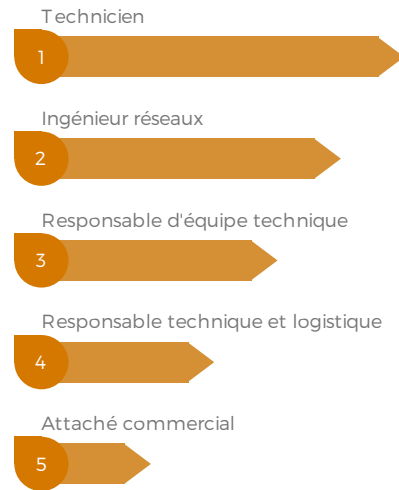 Technicien
1
Ingénieur réseaux
2
Responsable d'équipe technique
3
Responsable technique et logistique
4
Attaché commercial
5